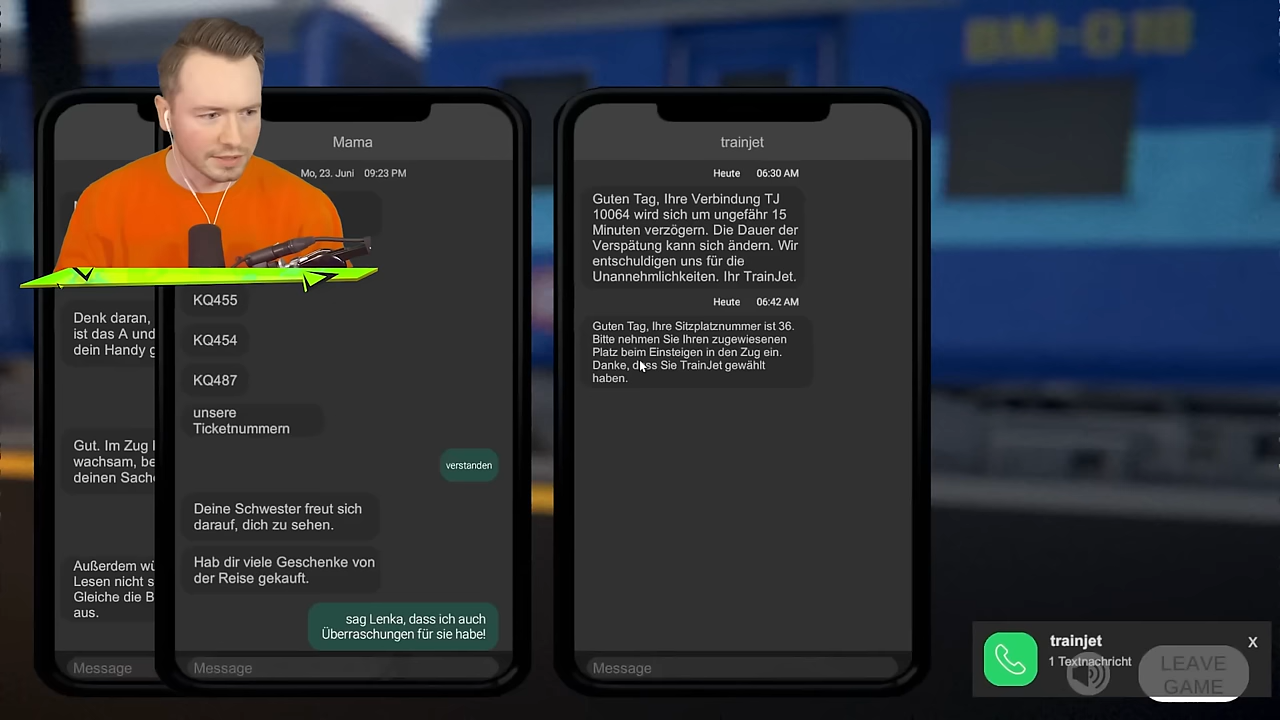 BM-018
Denk daran,
ist das A und
dein Handy g
Gut. Im Zug
wachsam, be
deinen Sach
Außerdem wü
Lesen nicht s
Gleiche die B
aus.
Message
Mama
Mo, 23. Juni 09:23 PM
KQ455
KQ454
KQ487
unsere
Ticketnummern
verstanden
Deine Schwester freut sich
darauf, dich zu sehen.
Hab dir viele Geschenke von
der Reise gekauft.
sag Lenka, dass ich auch
Überraschungen für sie habe!
Message
trainjet
Heute 06:30 AM
Guten Tag, Ihre Verbindung TJ
10064 wird sich um ungefähr 15
Minuten verzögern. Die Dauer der
Verspätung kann sich ändern. Wir
entschuldigen uns für die
Unannehmlichkeiten. Ihr TrainJet.
Heute 06:42 AM
Guten Tag, Ihre Sitzplatznummer ist 36.
Bitte nehmen Sie Ihren zugewiesenen
Platz beim Einsteigen in den Zug ein.
Danke, dass Sie TrainJet gewählt
haben.
Message
trainjet
X
1 Textnachricht
LEAVE
GAME